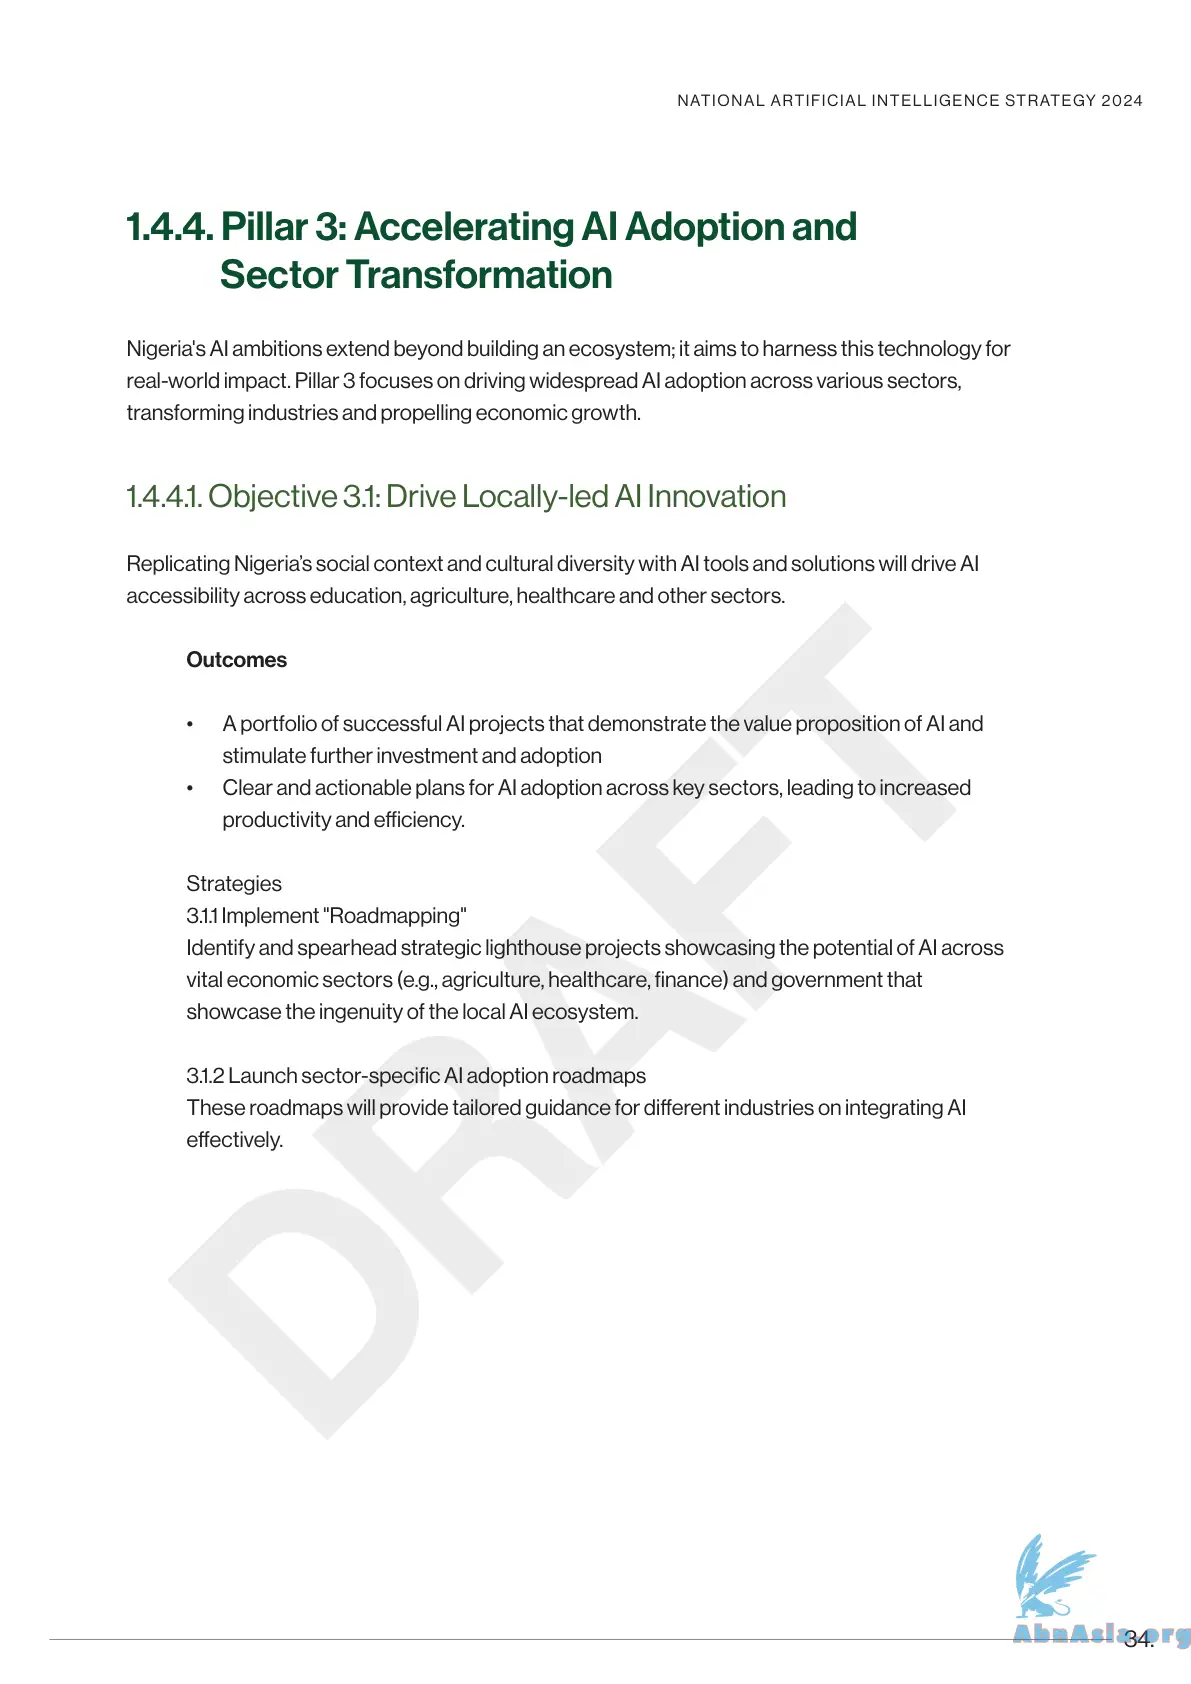 NATIONAL ARTIFICIAL INTELLIGENCE STRATEGY 2024
1.4.4. Pillar 3: Accelerating AI Adoption and
Sector Transformation
Nigeria's AI ambitions extend beyond building an ecosystem; it aims to harness this technology for
real-world impact. Pillar 3 focuses on driving widespread AI adoption across various sectors,
transforming industries and propelling economic growth.
1.4.4.1. Objective 3.1: Drive Locally-led AI Innovation
Replicating Nigeria’s social context and cultural diversity with AI tools and solutions will drive AI
accessibility across education, agriculture, healthcare and other sectors.
Outcomes
• A portfolio of successful AI projects that demonstrate the value proposition of AI and
stimulate further investment and adoption
• Clear and actionable plans for AI adoption across key sectors, leading to increased
productivity and efficiency.
Strategies
3.1.1 Implement "Roadmapping"
Identify and spearhead strategic lighthouse projects showcasing the potential of AI across
vital economic sectors (e.g., agriculture, healthcare, finance) and government that
showcase the ingenuity of the local AI ecosystem.
3.1.2 Launch sector-specific AI adoption roadmaps
These roadmaps will provide tailored guidance for different industries on integrating AI
effectively.
DRAFT
AbnAsia.org
34.